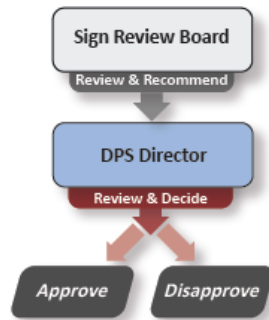 Sign Review Board
Review & Recommend
DPS Director
Review & Decide
Approve
Disapprove